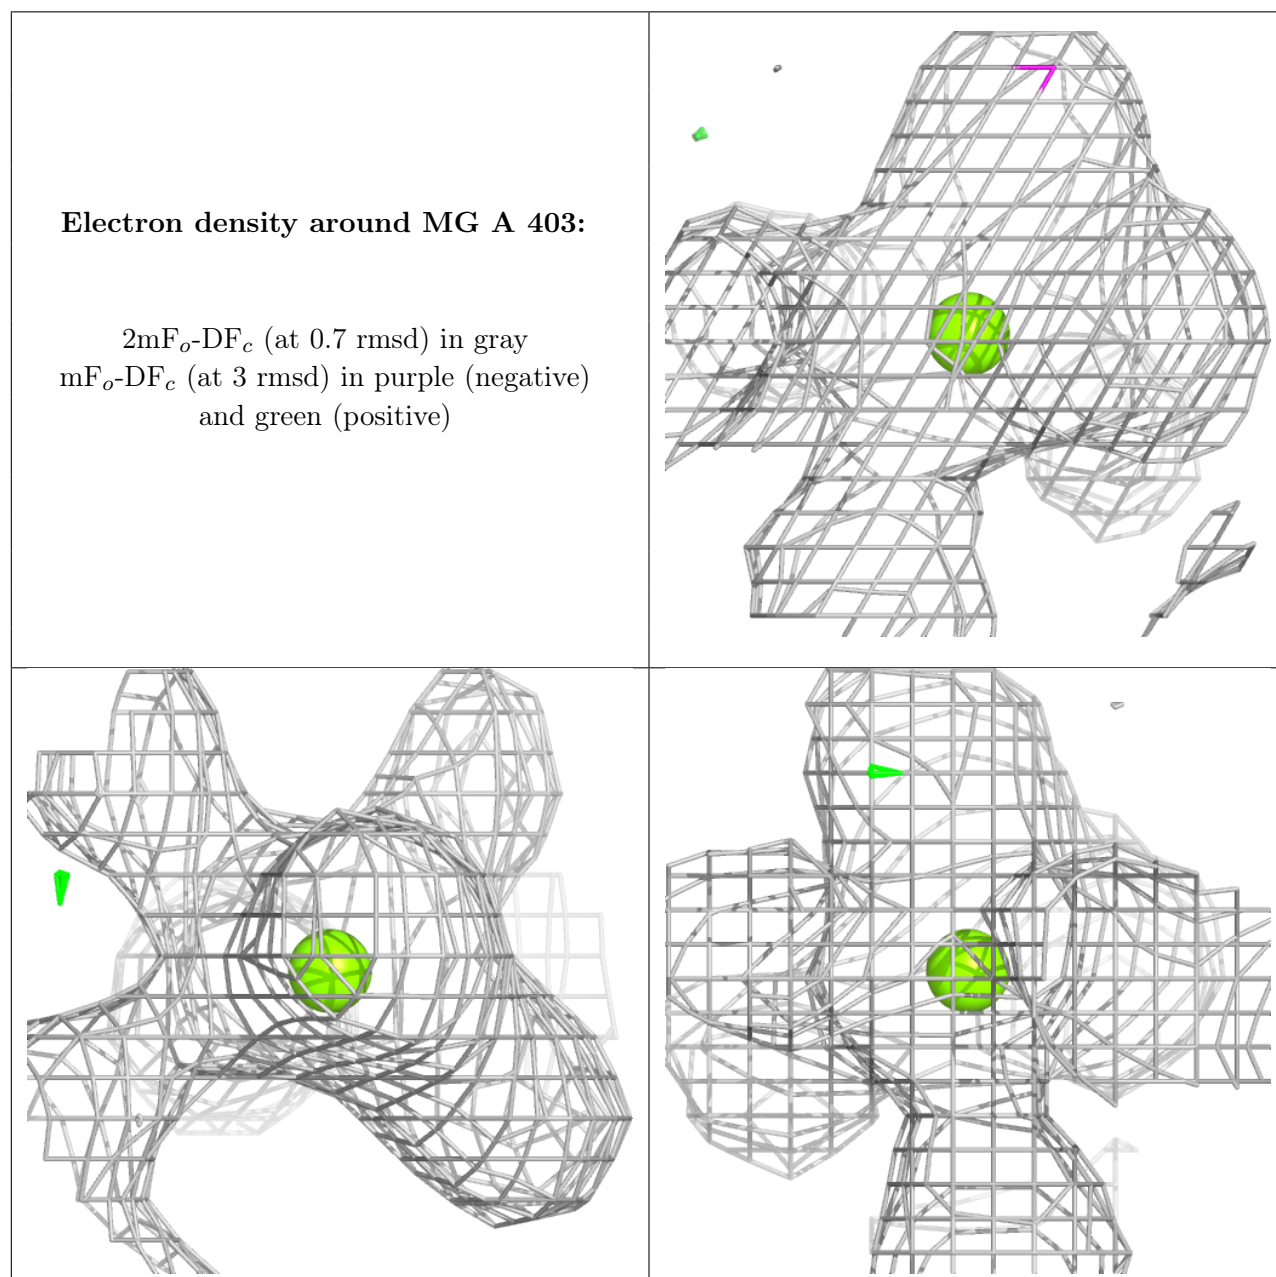 Electron density around MG A 403:
2mFo-DFc (at 0.7 rmsd) in gray
mFo-DFc (at 3 rmsd) in purple (negative)
and green (positive)